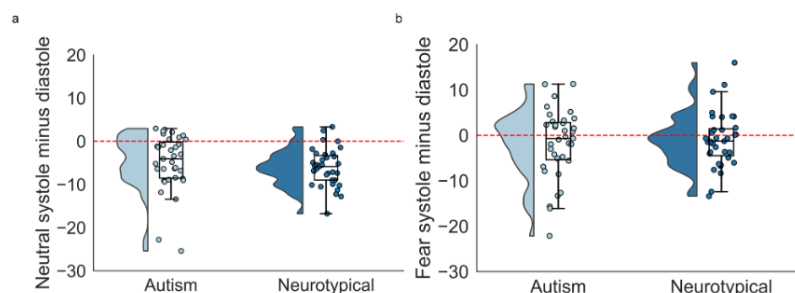 a
Neutral systole minus diastole
20
10
0
−10
−20
−30
Autism
Neurotypical
b
Fear systole minus diastole
20
10
0
−10
−20
−30
Autism
Neurotypical